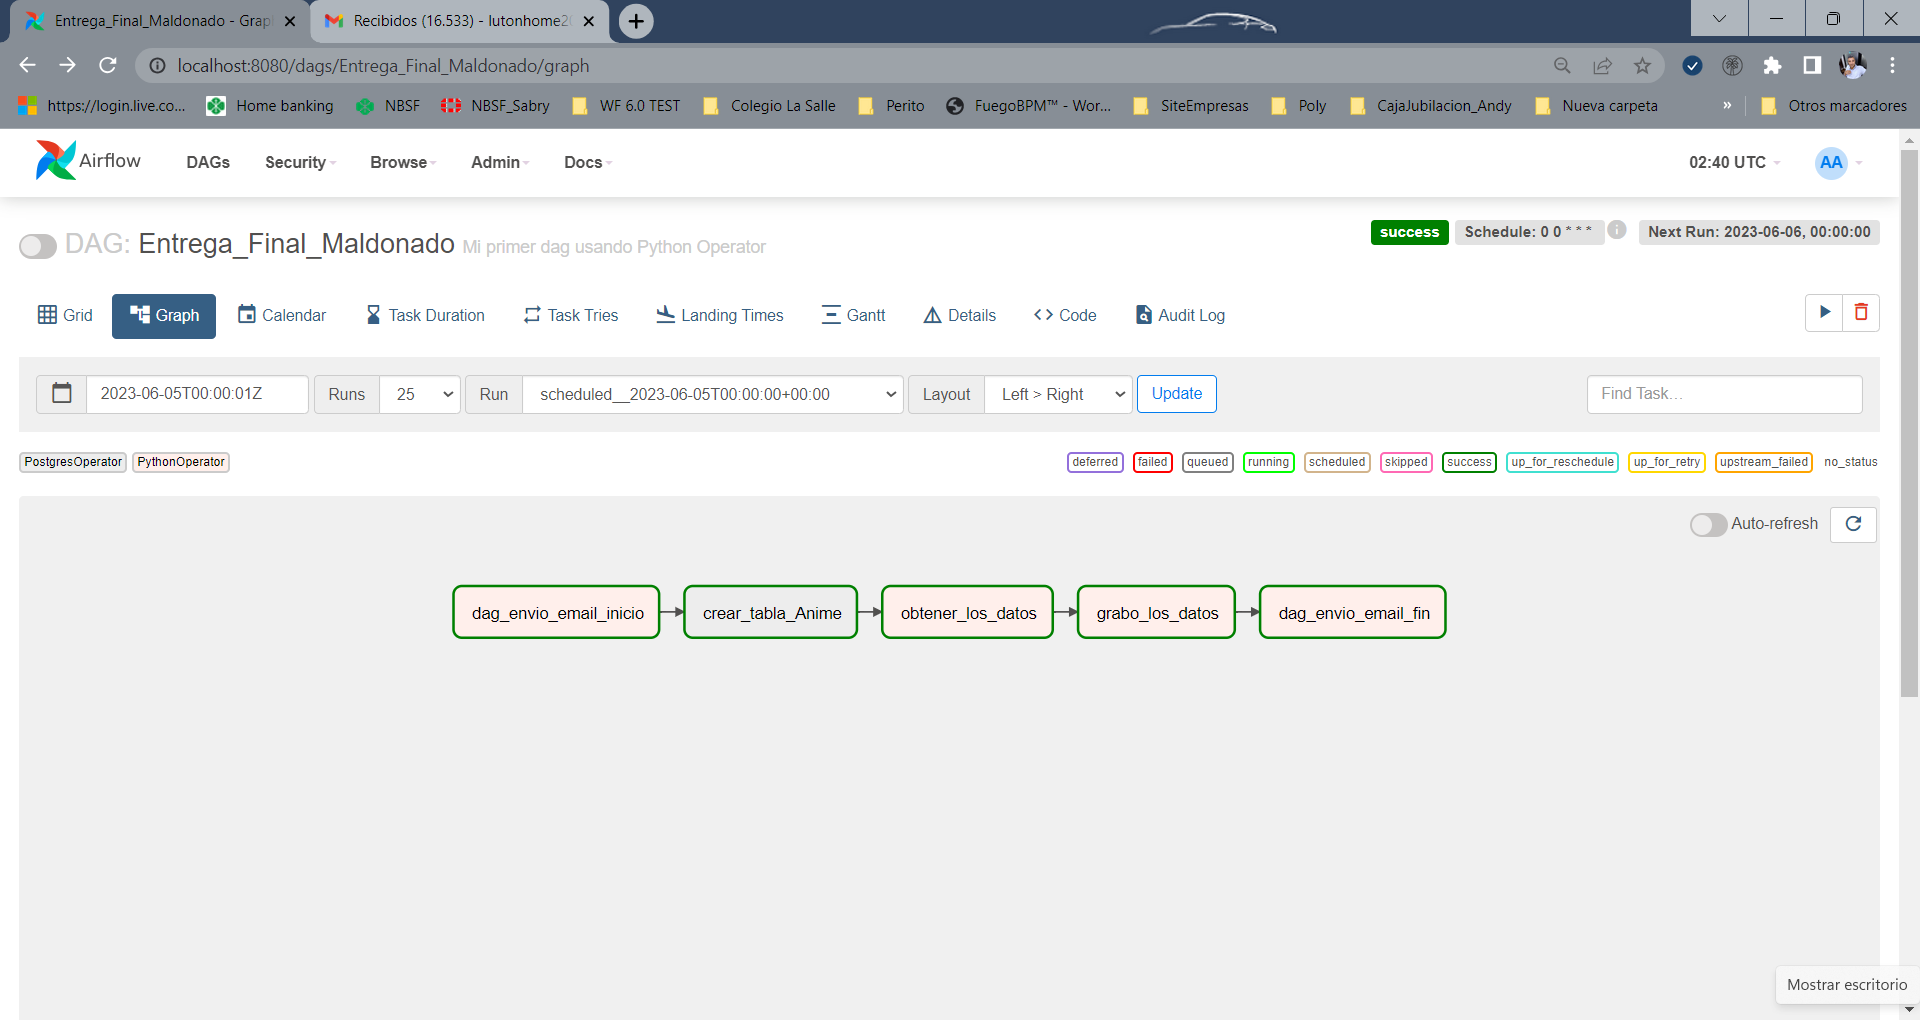 Entrega_Final_Maldonado - Grap
Recibidos (16.533) - lutonhome20
localhost:8080/dags/Entrega_Final_Maldonado/graph
https://login.live.co...
Home banking
NBSF
NBSF_Sabry
WF 6.0 TEST
Colegio La Salle
Perito
FuegoBPM™ - Wor...
SiteEmpresas
Poly
CajaJubilacion_Andy
Nueva carpeta
»
Otros marcadores
Airflow
DAGs
Security
Browse
Admin
Docs
02:40 UTC
AA
DAG: Entrega_Final_Maldonado Mi primer dag usando Python Operator
success
Schedule: 0 0 * * *
i
Next Run: 2023-06-06, 00:00:00
Grid
Graph
Calendar
Task Duration
Task Tries
Landing Times
Gantt
Details
Code
Audit Log
2023-06-05T00:00:01Z
Runs
25
Run
scheduled__2023-06-05T00:00:00+00:00
Layout
Left > Right
Update
Find Task...
PostgresOperator
PythonOperator
deferred
failed
queued
running
scheduled
skipped
success
up_for_reschedule
up_for_retry
upstream_failed
no_status
Auto-refresh
dag_envio_email_inicio
crear_tabla_Anime
obtener_los_datos
grabo_los_datos
dag_envio_email_fin
Mostrar escritorio